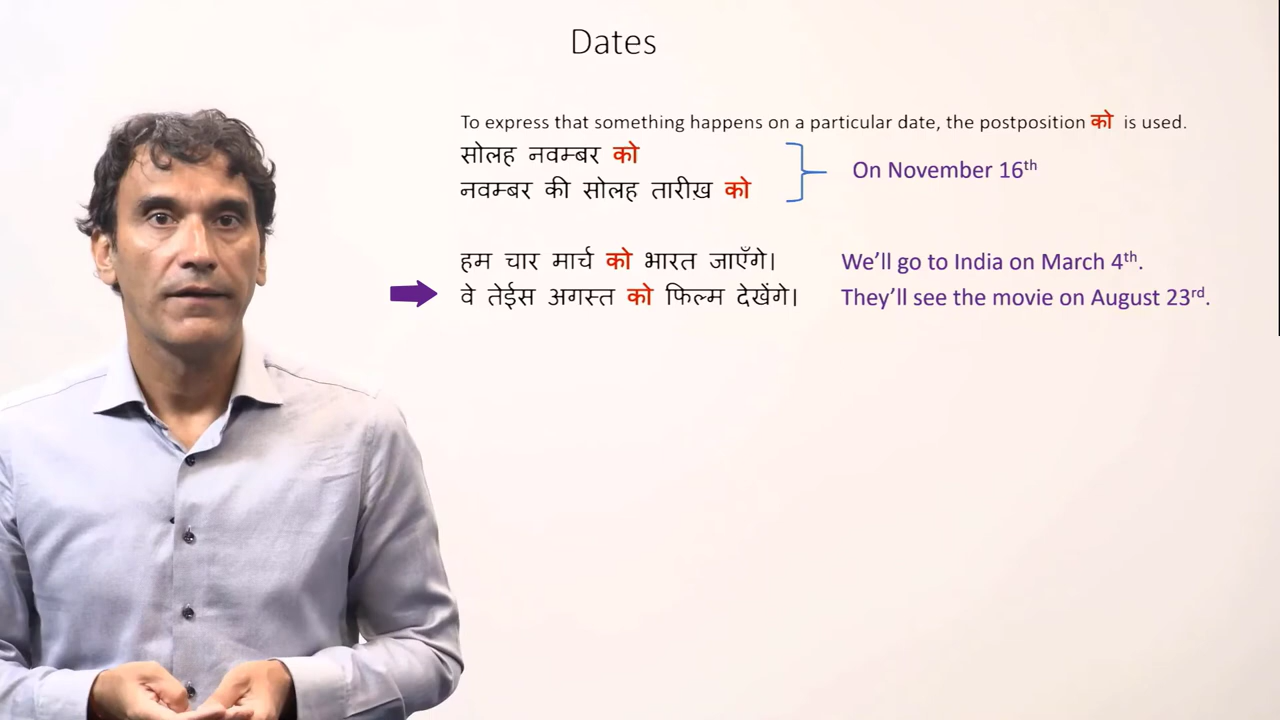 Dates
To express that something happens on a particular date, the postposition को is used.
सोलह नवम्बर को
नवम्बर की सोलह तारीख़ को
On November 16th
हम चार मार्च को भारत जाएँगे। We'll go to India on March 4th.
वे तेईस अगस्त को फिल्म देखेंगे। They'll see the movie on August 23rd.